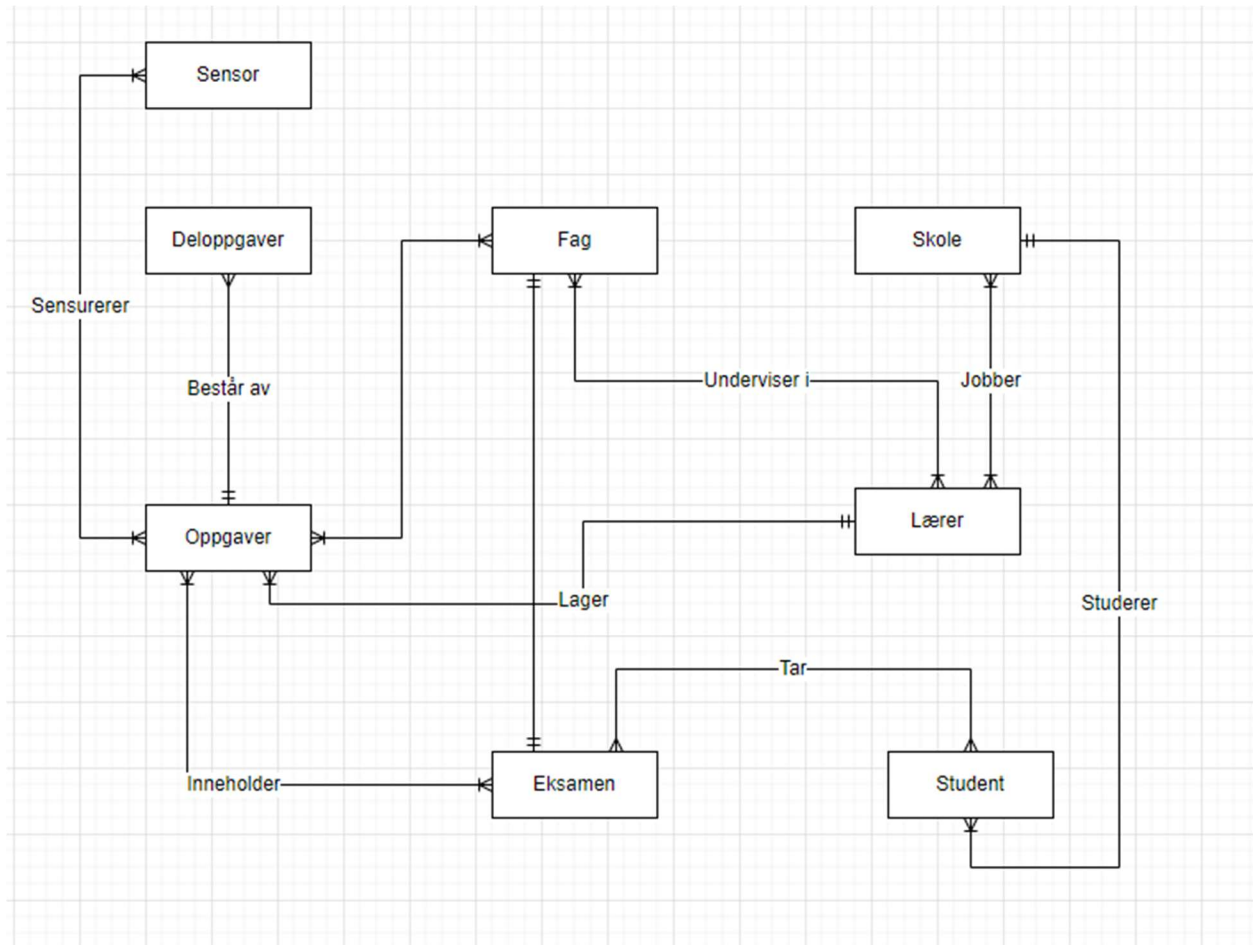 Sensor
Deloppgaver
Fag
Skole
Sensurerer
Består av
Underviser i
Jobber
Oppgaver
Lærer
Lager
Studerer
Tar
Inneholder
Eksamen
Student